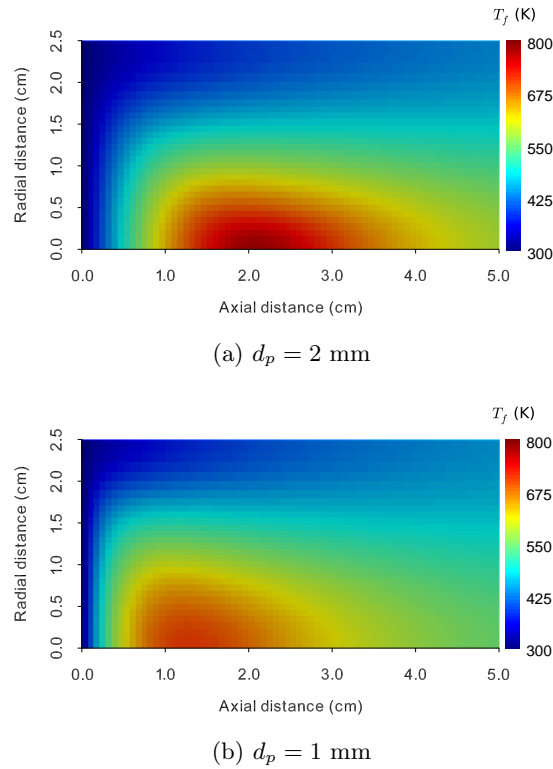 T_f (K)
2.5
2.0
1.5
1.0
0.5
0.0
Radial distance (cm)
0.0 1.0 2.0 3.0 4.0 5.0
Axial distance (cm)
800
675
550
425
300
(a) d_p = 2 mm
T_f (K)
2.5
2.0
1.5
1.0
0.5
0.0
Radial distance (cm)
0.0 1.0 2.0 3.0 4.0 5.0
Axial distance (cm)
800
675
550
425
300
(b) d_p = 1 mm